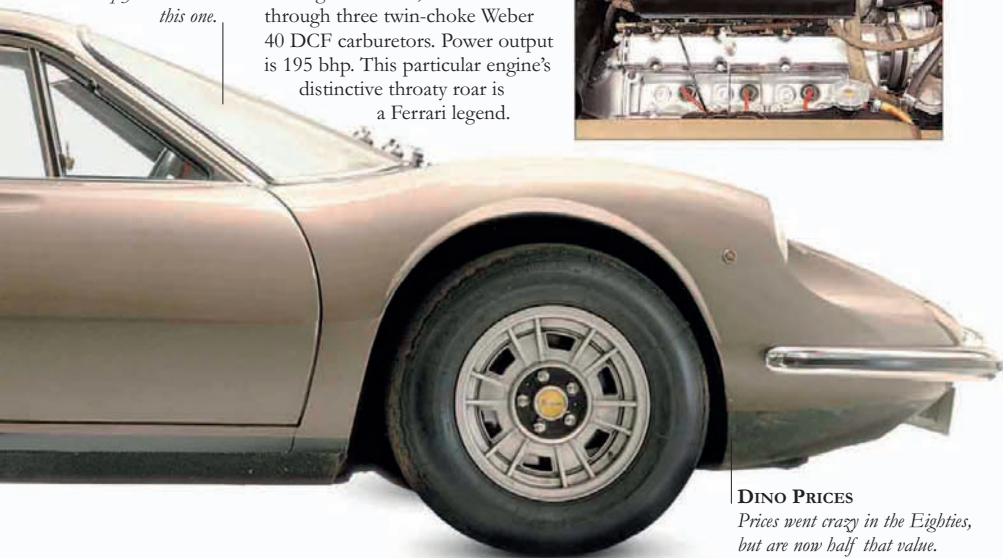 this one.
through three twin-choke Weber
40 DCF carburetors. Power output
is 195 bhp. This particular engine's
distinctive throaty roar is
a Ferrari legend.
DINO PRICES
Prices went crazy in the Eighties,
but are now half that value.